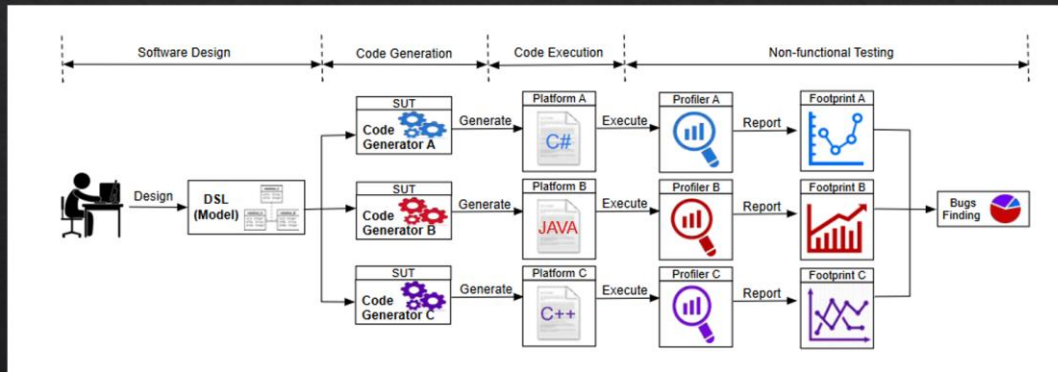 Software Design
Code Generation
Code Execution
Non-functional Testing
SUT
Code
Generator A
Generate
Platform A
C#
Execute
Profiler A
Report
Footprint A
Design
DSL
(Model)
SUT
Code
Generator B
Generate
Platform B
JAVA
Execute
Profiler B
Report
Footprint B
Bugs
Finding
SUT
Code
Generator C
Generate
Platform C
C++
Execute
Profiler C
Report
Footprint C